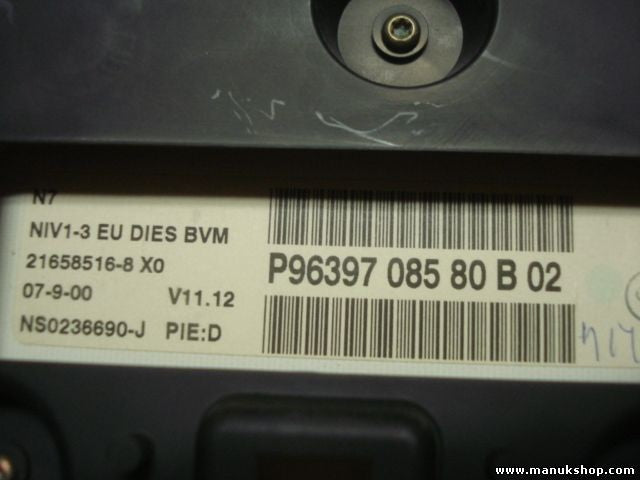 N7
NIV1-3 EU DIES BVM
21658516-8 X0
07-9-00 V11.12
NS0236690-J PIE:D
P96397 085 80 B 02
www.manukshop.com